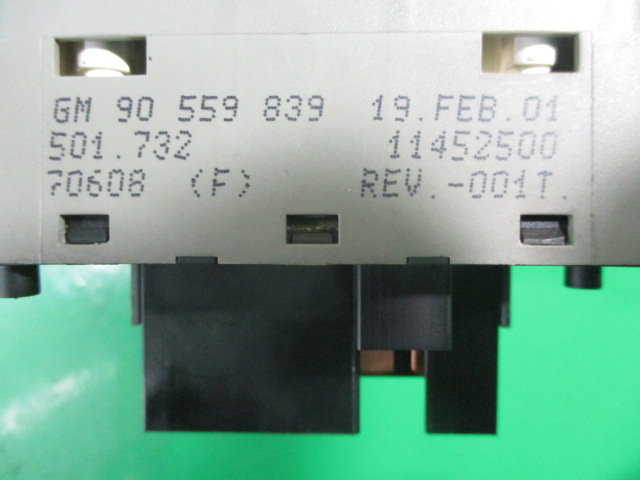 GM 90 559 839 19.FEB.01
501.732 11452500
70608 (F) REV.-001T.